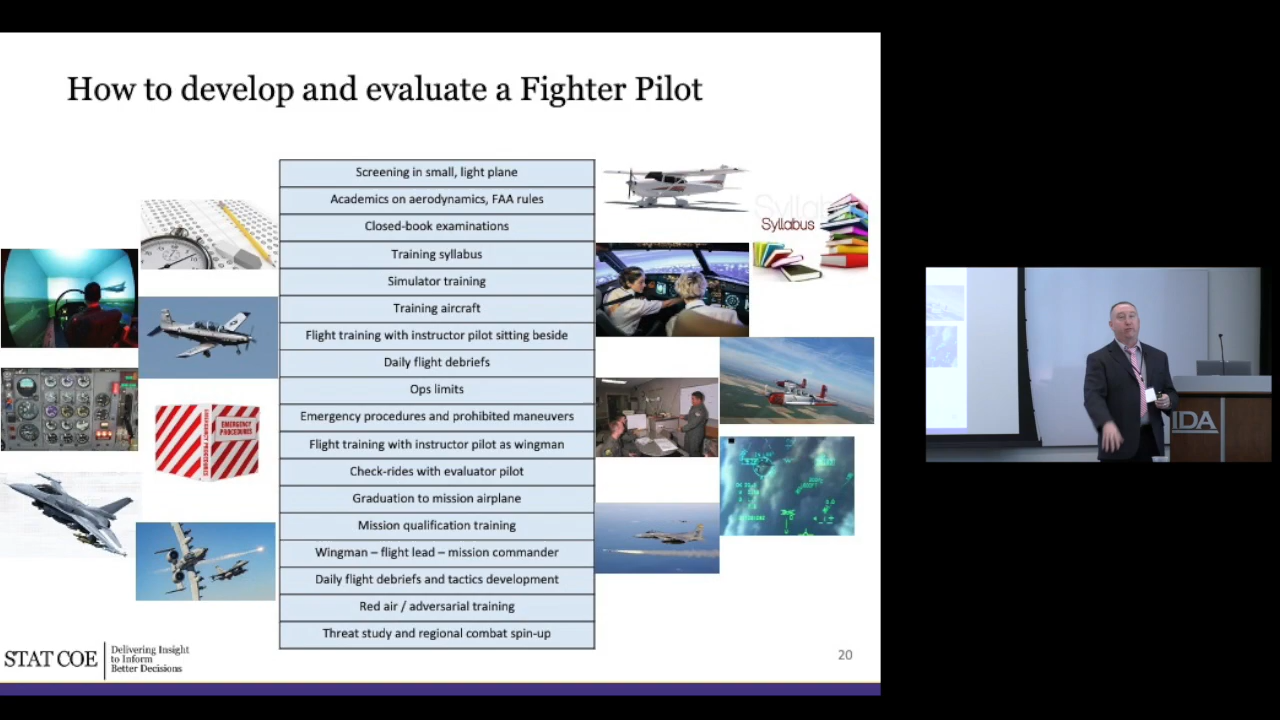 How to develop and evaluate a Fighter Pilot
Screening in small, light plane
Academics on aerodynamics, FAA rules
Closed-book examinations
Training syllabus
Simulator training
Training aircraft
Flight training with instructor pilot sitting beside
Daily flight debriefs
Ops limits
Emergency procedures and prohibited maneuvers
Flight training with instructor pilot as wingman
Check-rides with evaluator pilot
Graduation to mission airplane
Mission qualification training
Wingman – flight lead – mission commander
Daily flight debriefs and tactics development
Red air / adversarial training
Threat study and regional combat spin-up
Syllabus
EMERGENCY
PROCEDURES
EMERGENCY PROCEDURES
IDA
STAT COE
Delivering Insight
to Inform
Better Decisions
20